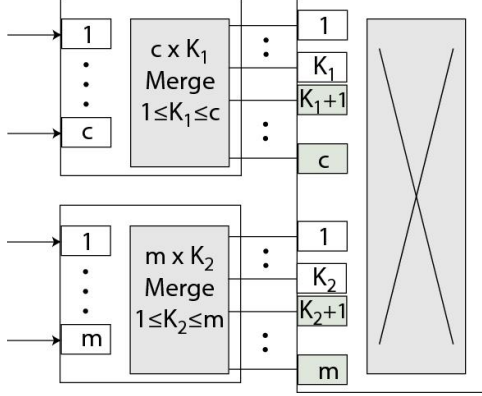 1
c
c x K₁
Merge
1≤K₁≤c
1
K₁
K₁+1
c
1
m
m x K₂
Merge
1≤K₂≤m
1
K₂
K₂+1
m